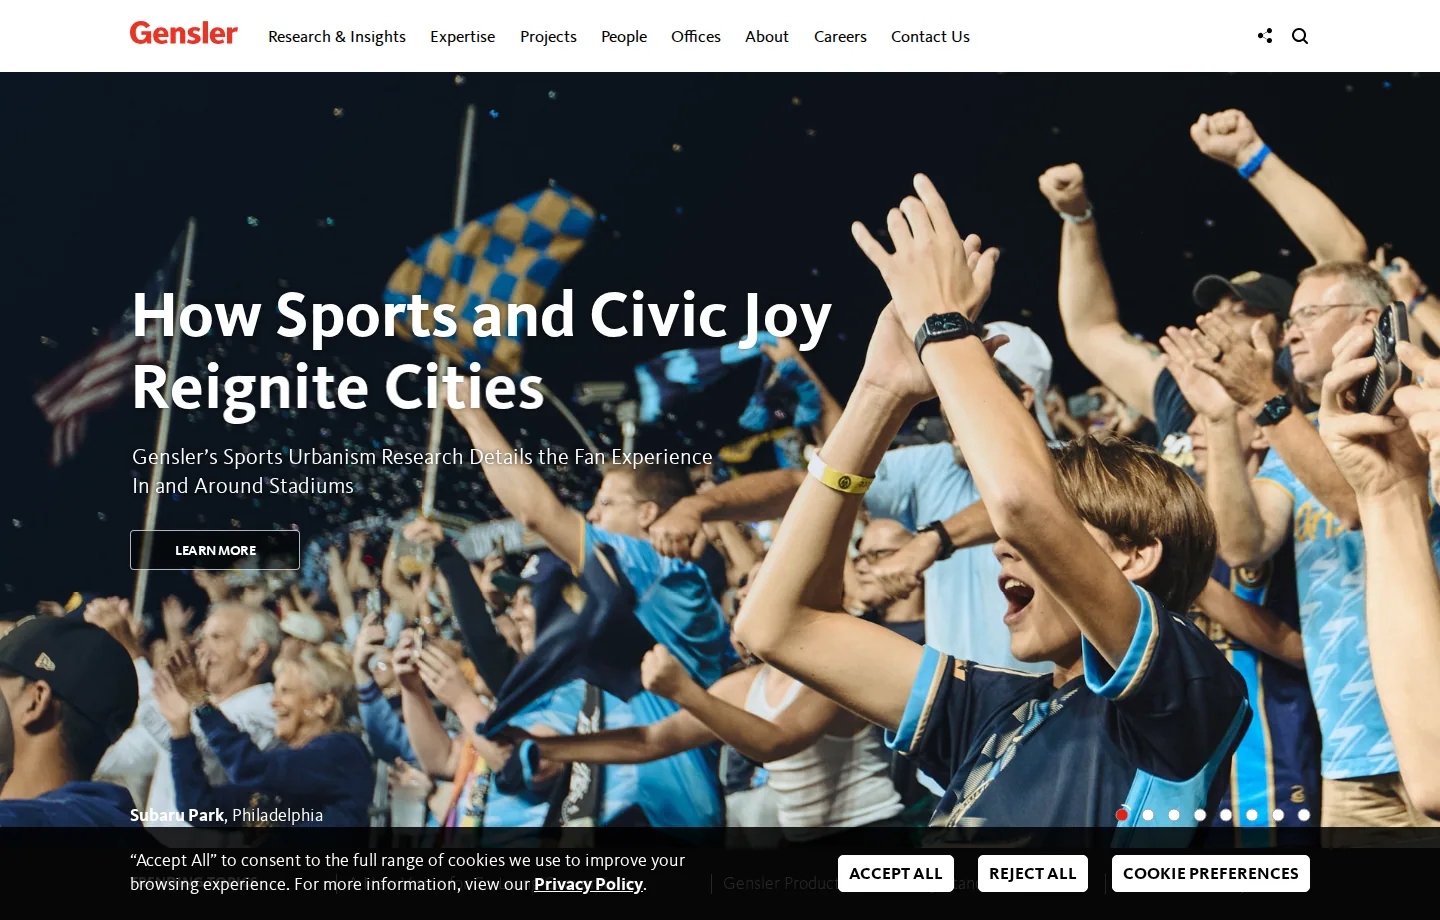 Gensler
Research & Insights
Expertise
Projects
People
Offices
About
Careers
Contact Us
How Sports and Civic Joy
Reignite Cities
Gensler’s Sports Urbanism Research Details the Fan Experience
In and Around Stadiums
LEARN MORE
Subaru Park, Philadelphia
“Accept All” to consent to the full range of cookies we use to improve your
browsing experience. For more information, view our Privacy Policy.
ACCEPT ALL
REJECT ALL
COOKIE PREFERENCES